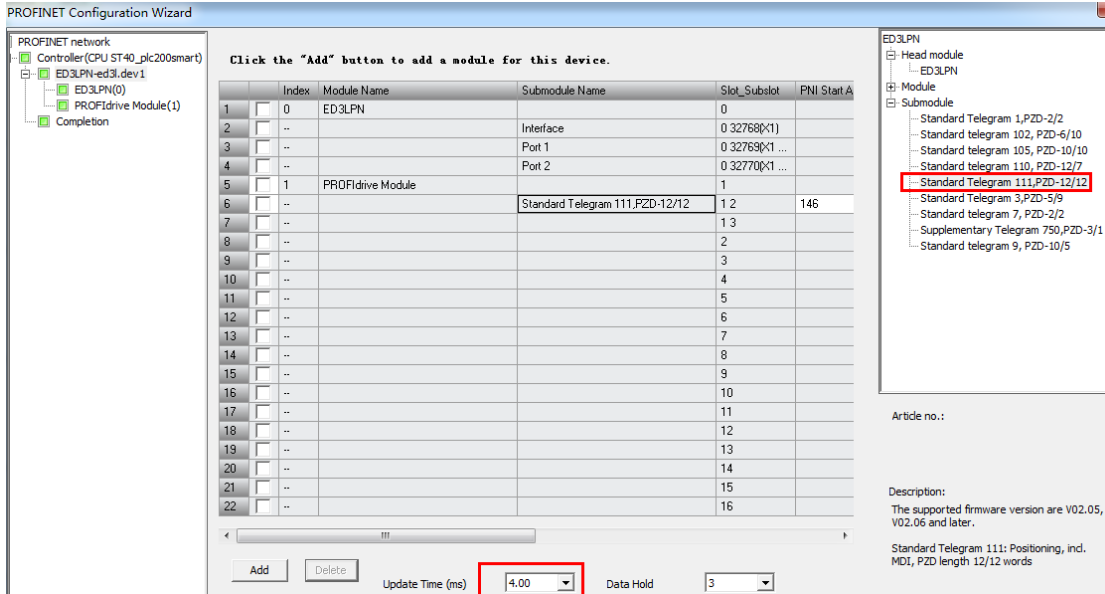 PROFINET Configuration Wizard
PROFINET network
Controller(CPU ST40_plc200smart)
ED3LPN-ed3l.dev1
ED3LPN(0)
PROFIdrive Module(1)
Completion
Click the "Add" button to add a module for this device.
Index Module Name Submodule Name Slot_Subslot PNI Start A
1 0 ED3LPN 0
2 -- Interface 0 32768(X1)
3 -- Port 1 0 32769(X1 ...
4 -- Port 2 0 32770(X1 ...
5 1 PROFIdrive Module 1
6 -- Standard Telegram 111,PZD-12/12 1 2 146
7 -- 1 3
8 -- 2
9 -- 3
10 -- 4
11 -- 5
12 -- 6
13 -- 7
14 -- 8
15 -- 9
16 -- 10
17 -- 11
18 -- 12
19 -- 13
20 -- 14
21 -- 15
22 -- 16
Add Delete Update Time (ms) 4.00 Data Hold 3
ED3LPN
Head module
ED3LPN
Module
Submodule
Standard Telegram 1,PZD-2/2
Standard telegram 102, PZD-6/10
Standard telegram 105, PZD-10/10
Standard telegram 110, PZD-12/7
Standard Telegram 111,PZD-12/12
Standard Telegram 3,PZD-5/9
Standard telegram 7, PZD-2/2
Supplementary Telegram 750,PZD-3/1
Standard telegram 9, PZD-10/5
Article no.:
Description:
The supported firmware version are V02.05,
V02.06 and later.
Standard Telegram 111: Positioning, incl.
MDI, PZD length 12/12 words